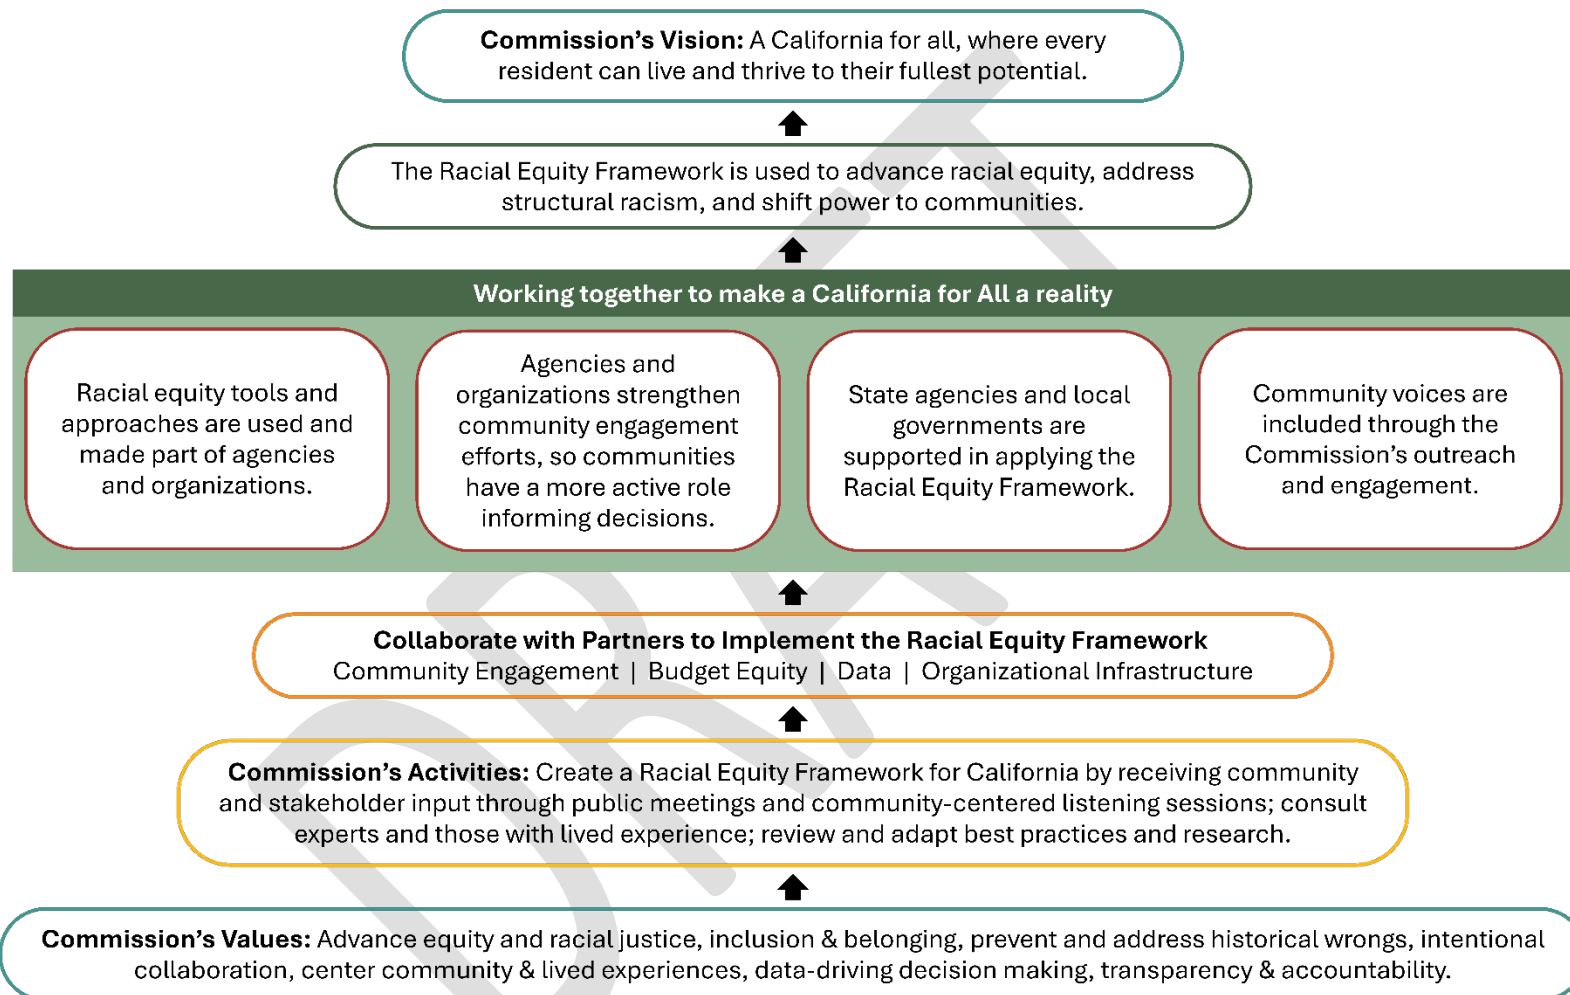 Commission's Vision: A California for all, where every
resident can live and thrive to their fullest potential.
The Racial Equity Framework is used to advance racial equity, address
structural racism, and shift power to communities.
Working together to make a California for All a reality
Racial equity tools and
approaches are used and
made part of agencies
and organizations.
Agencies and
organizations strengthen
community engagement
efforts, so communities
have a more active role
informing decisions.
State agencies and local
governments are
supported in applying the
Racial Equity Framework.
Community voices are
included through the
Commission's outreach
and engagement.
Collaborate with Partners to Implement the Racial Equity Framework
Community Engagement | Budget Equity | Data | Organizational Infrastructure
Commission's Activities: Create a Racial Equity Framework for California by receiving community
and stakeholder input through public meetings and community-centered listening sessions; consult
experts and those with lived experience; review and adapt best practices and research.
Commission's Values: Advance equity and racial justice, inclusion & belonging, prevent and address historical wrongs, intentional
collaboration, center community & lived experiences, data-driving decision making, transparency & accountability.
DRAFT